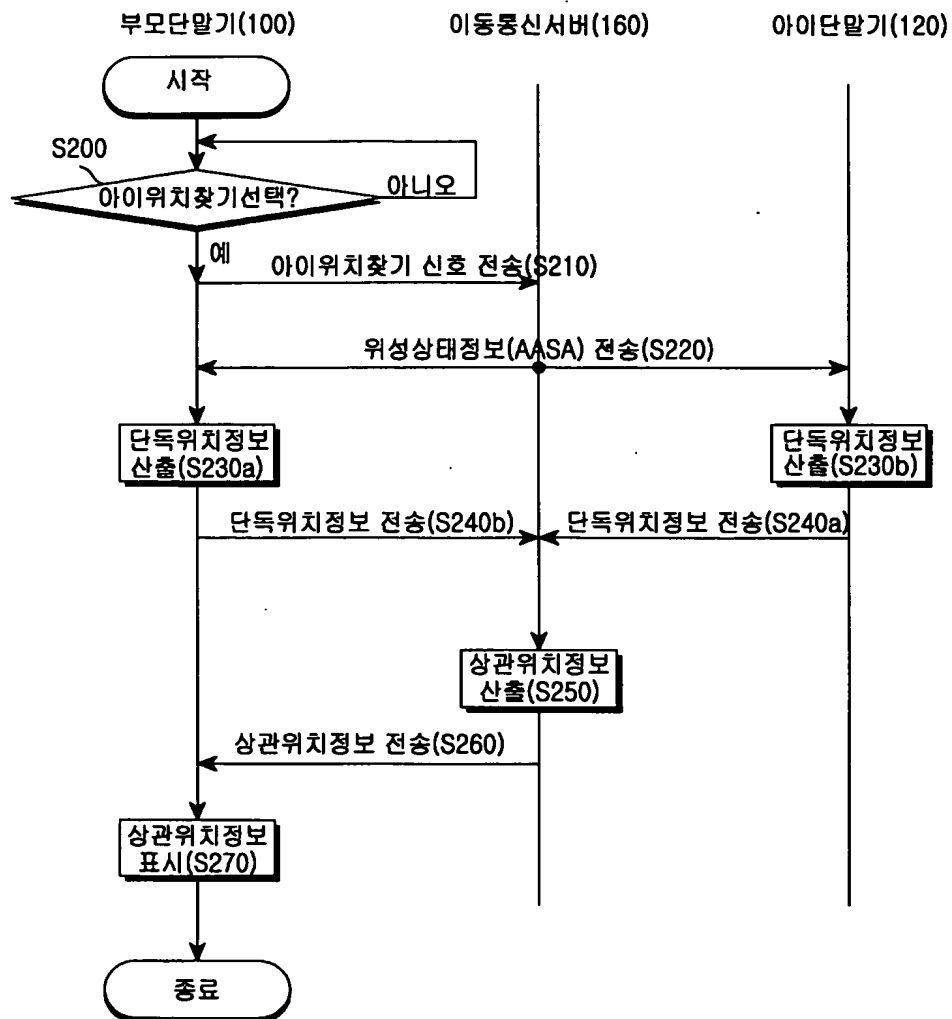 부모단말기(100)
이동통신서버(160)
아이단말기(120)
시작
S200
아이위치찾기선택?
아니오
예
아이위치찾기 신호 전송(S210)
위성상태정보(AASA) 전송(S220)
단독위치정보
산출(S230a)
단독위치정보
산출(S230b)
단독위치정보 전송(S240b)
단독위치정보 전송(S240a)
상관위치정보
산출(S250)
상관위치정보 전송(S260)
상관위치정보
표시(S270)
종료